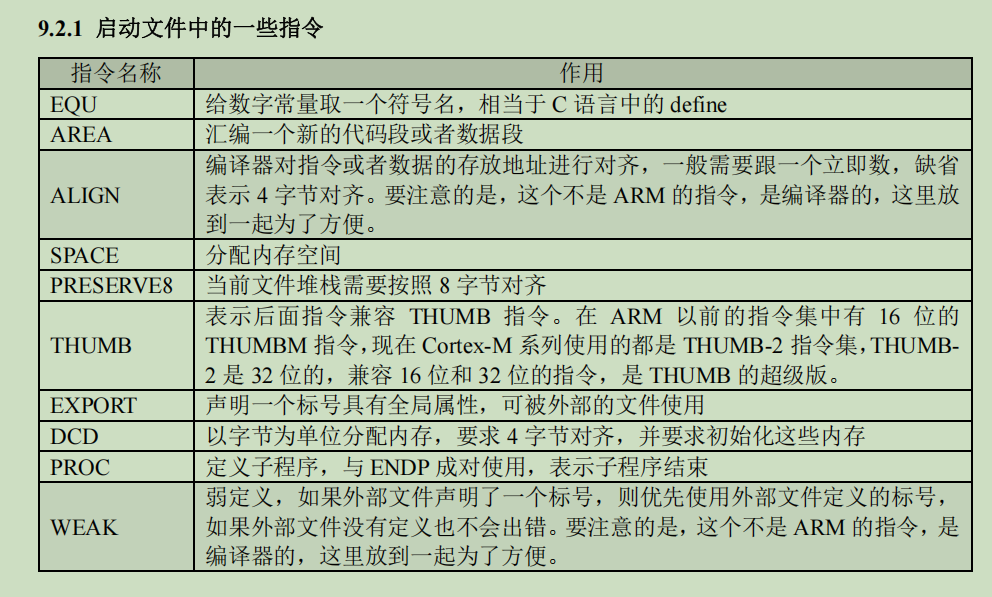 9.2.1 启动文件中的一些指令
指令名称 作用
EQU 给数字常量取一个符号名，相当于 C 语言中的 define
AREA 汇编一个新的代码段或者数据段
编译器对指令或者数据的存放地址进行对齐，一般需要跟一个立即数，缺省
ALIGN 表示 4 字节对齐。要注意的是，这个不是 ARM 的指令，是编译器的，这里放
到一起为了方便。
SPACE 分配内存空间
PRESERVE8 当前文件堆栈需要按照 8 字节对齐
表示后面指令兼容 THUMB 指令。在 ARM 以前的指令集中有 16 位的
THUMB THUMBM 指令，现在 Cortex-M 系列使用的都是 THUMB-2 指令集，THUMB-
2 是 32 位的，兼容 16 位和 32 位的指令，是 THUMB 的超级版。
EXPORT 声明一个标号具有全局属性，可被外部的文件使用
DCD 以字节为单位分配内存，要求 4 字节对齐，并要求初始化这些内存
PROC 定义子程序，与 ENDP 成对使用，表示子程序结束
弱定义，如果外部文件声明了一个标号，则优先使用外部文件定义的标号，
WEAK 如果外部文件没有定义也不会出错。要注意的是，这个不是 ARM 的指令，是
编译器的，这里放到一起为了方便。